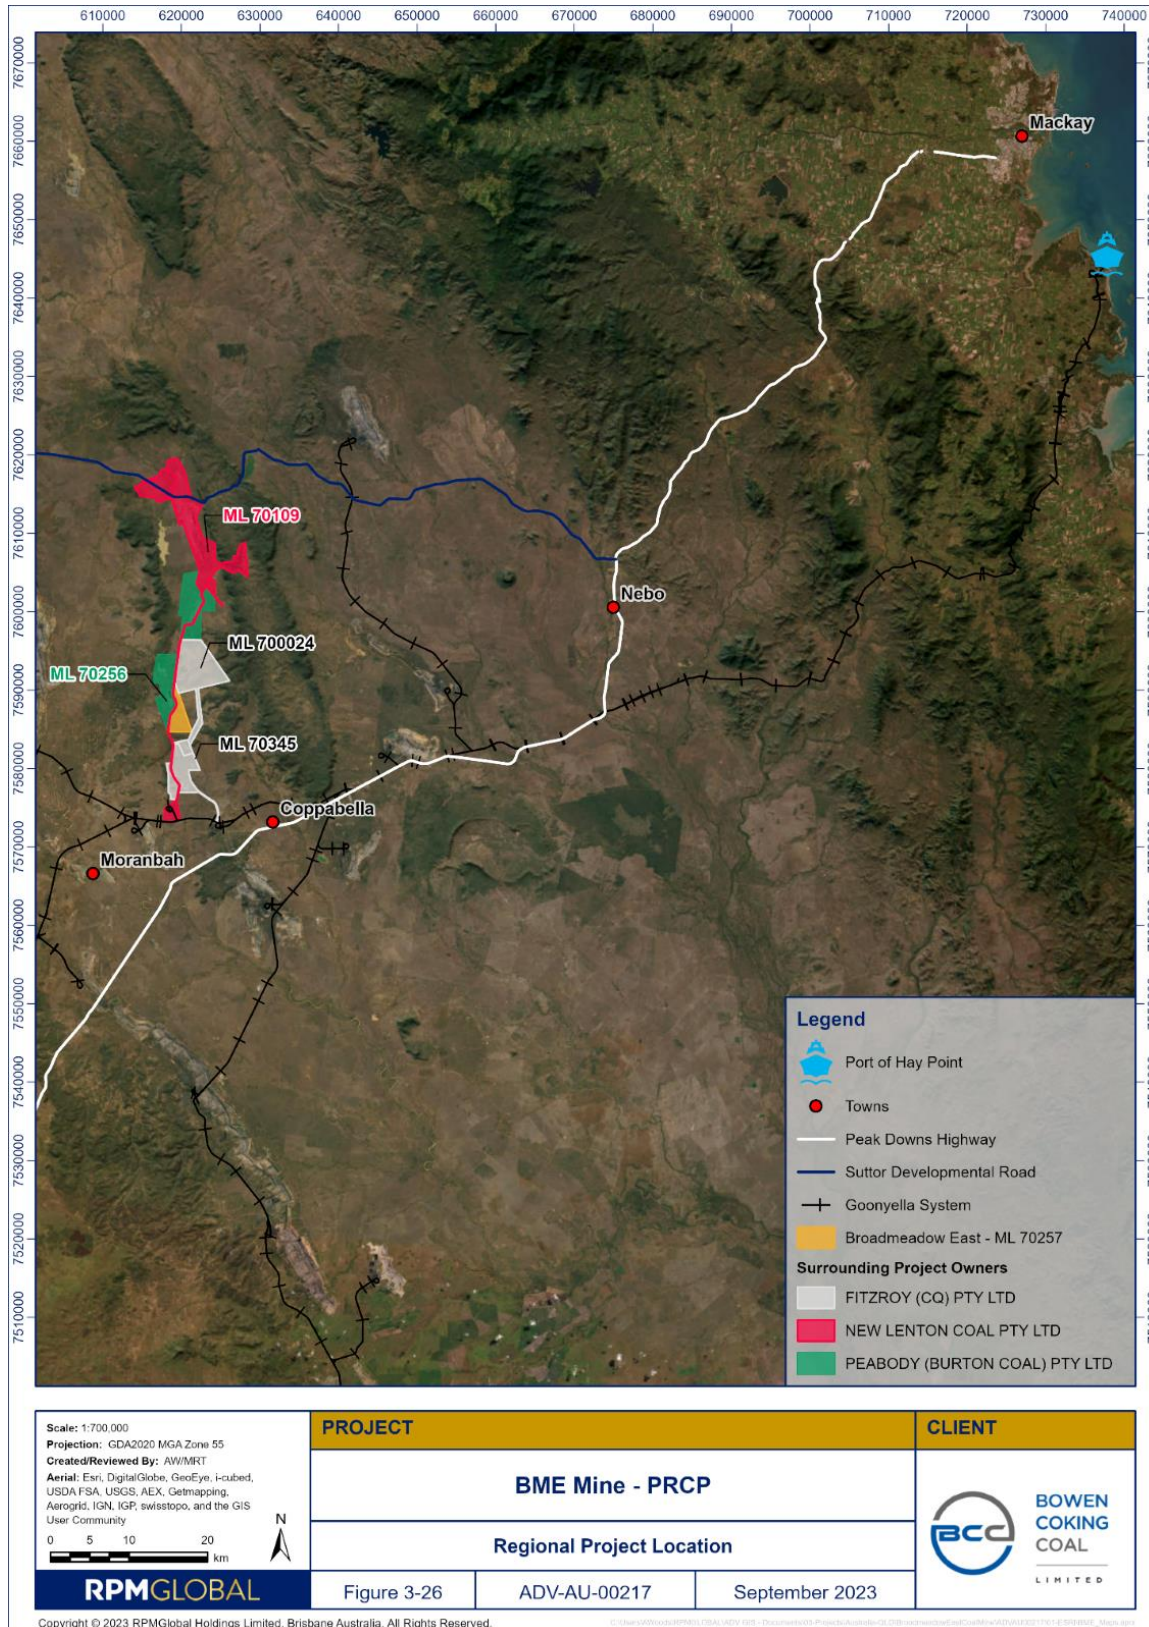 610000 620000 630000 640000 650000 660000 670000 680000 690000 700000 710000 720000 730000 740000
7670000
7660000
7650000
7640000
7630000
7620000
7610000
7600000
7590000
7580000
7570000
7560000
7550000
7540000
7530000
7520000
7510000
Mackay
ML 70109
Nebo
ML 700024
ML 70256
ML 70345
Coppabella
Moranbah
Legend
Port of Hay Point
Towns
Peak Downs Highway
Suttor Developmental Road
Goonyella System
Broadmeadow East - ML 70257
Surrounding Project Owners
FITZROY (CQ) PTY LTD
NEW LENTON COAL PTY LTD
PEABODY (BURTON COAL) PTY LTD
Scale: 1:700,000
Projection: GDA2020 MGA Zone 55
Created/Reviewed By: AW/MRT
Aerial: Esri, DigitalGlobe, GeoEye, i-cubed,
USDA FSA, USGS, AEX, Getmapping,
Aerogrid, IGN, IGP, swisstopo, and the GIS
User Community
N
0 5 10 20
km
RPMGLOBAL
PROJECT
BME Mine - PRCP
Regional Project Location
Figure 3-26
ADV-AU-00217
September 2023
CLIENT
BCC
BOWEN
COKING
COAL
LIMITED
Copyright © 2023 RPMGlobal Holdings Limited, Brisbane Australia. All Rights Reserved.